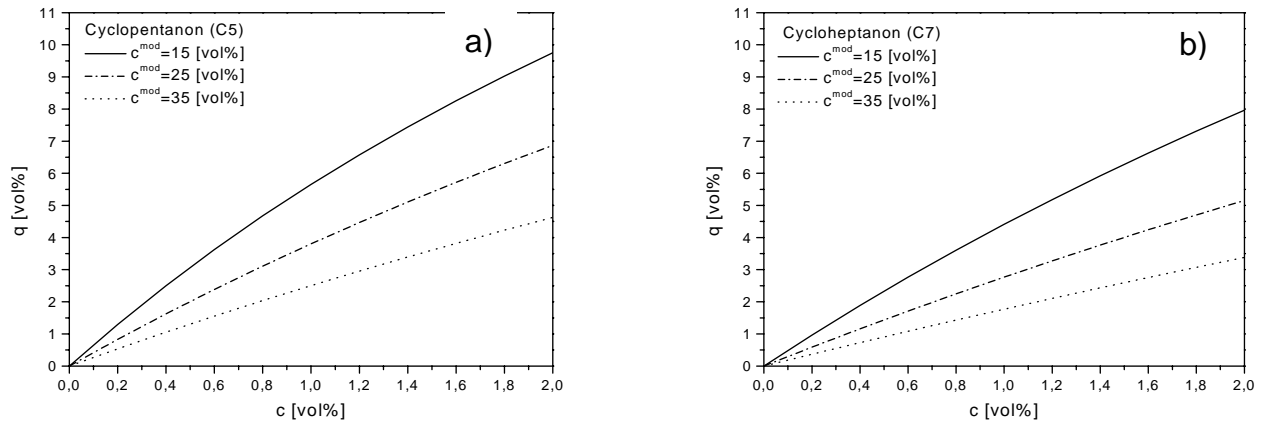 a)
Cyclopentanon (C5)
c^mod=15 [vol%]
c^mod=25 [vol%]
c^mod=35 [vol%]
11
10
9
8
7
6
5
4
3
2
1
0
q [vol%]
0,0 0,2 0,4 0,6 0,8 1,0 1,2 1,4 1,6 1,8 2,0
c [vol%]
b)
Cycloheptanon (C7)
c^mod=15 [vol%]
c^mod=25 [vol%]
c^mod=35 [vol%]
11
10
9
8
7
6
5
4
3
2
1
0
q [vol%]
0,0 0,2 0,4 0,6 0,8 1,0 1,2 1,4 1,6 1,8 2,0
c [vol%]